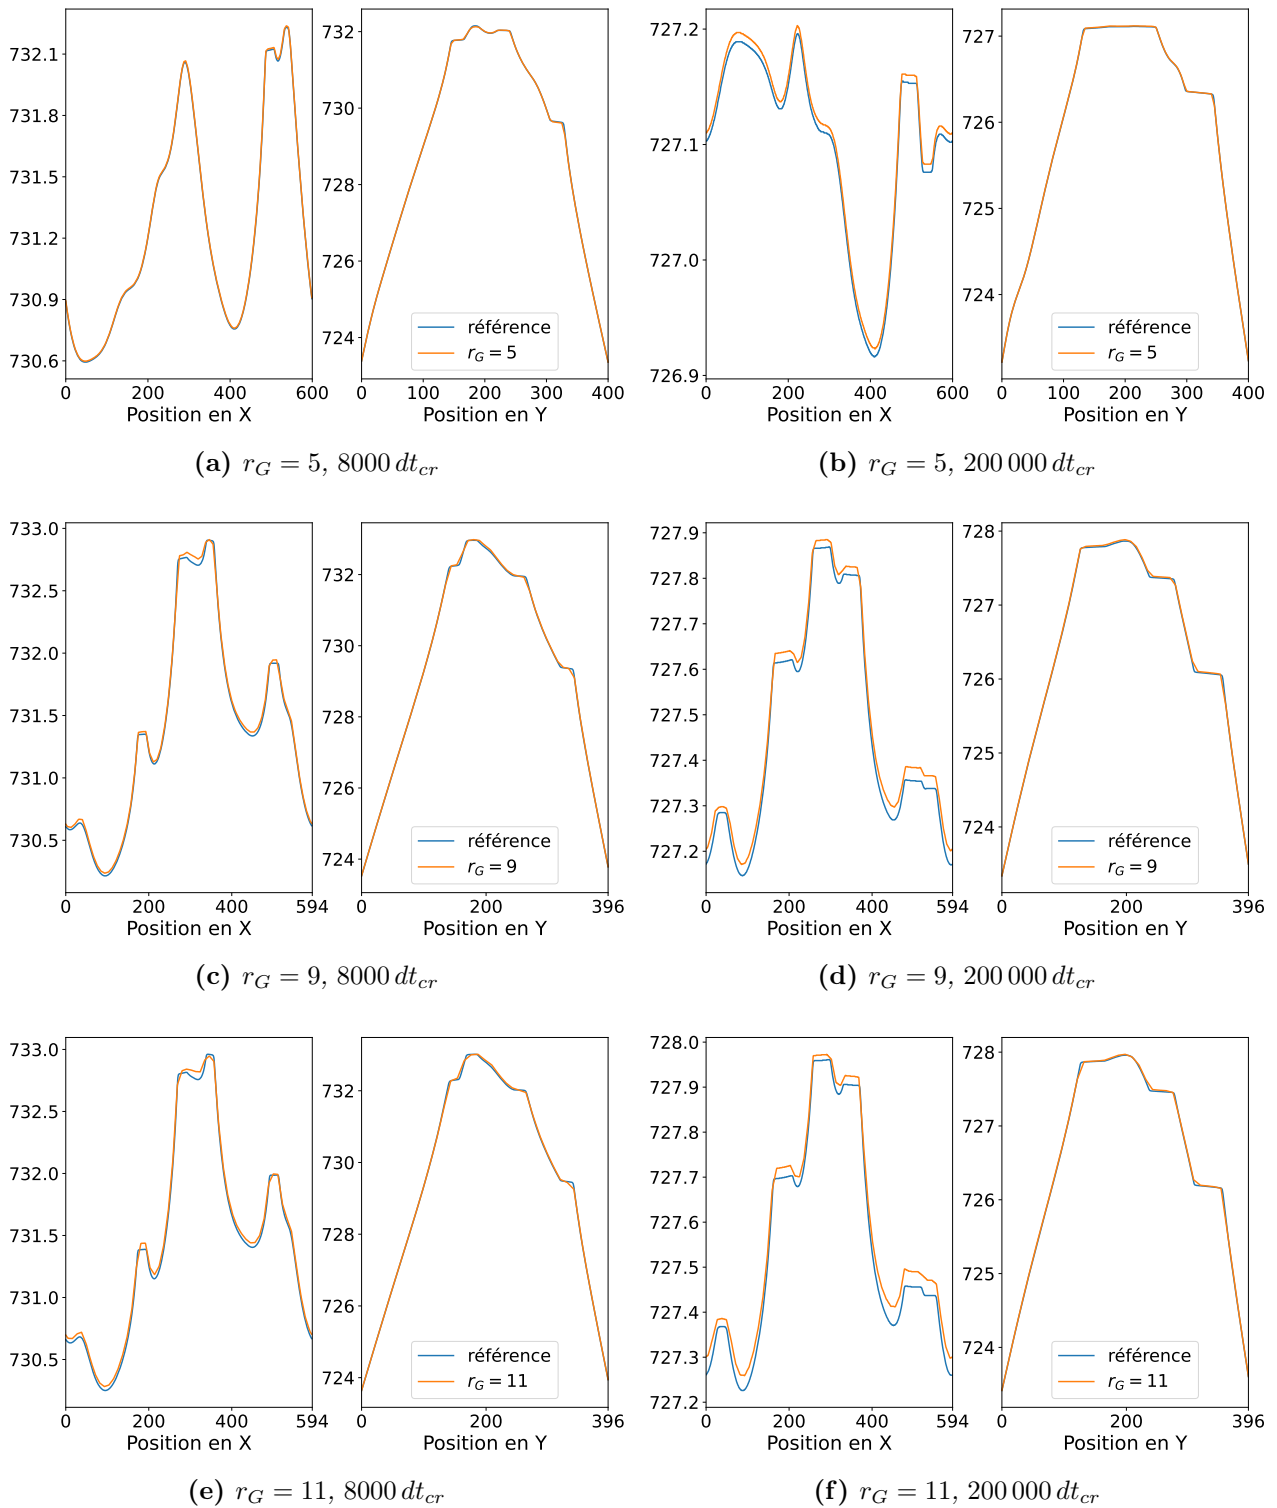 732.1
731.8
731.5
731.2
730.9
730.6
0 200 400 600
Position en X
732
730
728
726
724
référence
r_G = 5
0 100 200 300 400
Position en Y
(a) r_G = 5, 8000 dt_cr
727.2
727.1
727.0
726.9
0 200 400 600
Position en X
727
726
725
724
référence
r_G = 5
0 100 200 300 400
Position en Y
(b) r_G = 5, 200 000 dt_cr
733.0
732.5
732.0
731.5
731.0
730.5
0 200 400 594
Position en X
732
730
728
726
724
référence
r_G = 9
0 200 396
Position en Y
(c) r_G = 9, 8000 dt_cr
727.9
727.8
727.7
727.6
727.5
727.4
727.3
727.2
0 200 400 594
Position en X
728
727
726
725
724
référence
r_G = 9
0 200 396
Position en Y
(d) r_G = 9, 200 000 dt_cr
733.0
732.5
732.0
731.5
731.0
730.5
0 200 400 594
Position en X
732
730
728
726
724
référence
r_G = 11
0 200 396
Position en Y
(e) r_G = 11, 8000 dt_cr
728.0
727.9
727.8
727.7
727.6
727.5
727.4
727.3
727.2
0 200 400 594
Position en X
728
727
726
725
724
référence
r_G = 11
0 200 396
Position en Y
(f) r_G = 11, 200 000 dt_cr